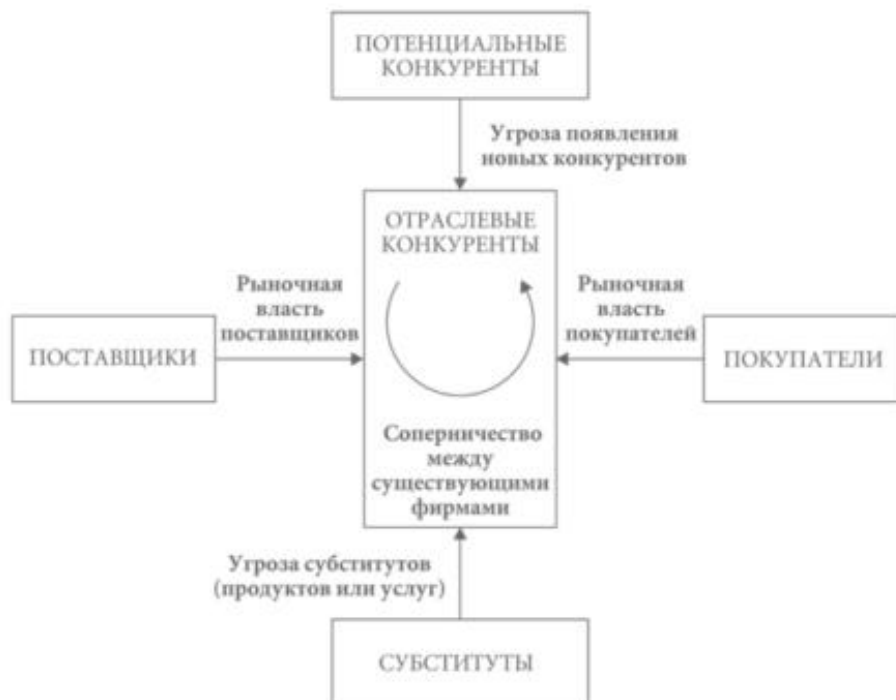 ПОТЕНЦИАЛЬНЫЕ
КОНКУРЕНТЫ
Угроза появления
новых конкурентов
ОТРАСЛЕВЫЕ
КОНКУРЕНТЫ
Рыночная
власть
поставщиков
ПОСТАВЩИКИ
Рыночная
власть
покупателей
ПОКУПАТЕЛИ
Соперничество
между
существующими
фирмами
Угроза субститутов
(продуктов или услуг)
СУБСТИТУТЫ